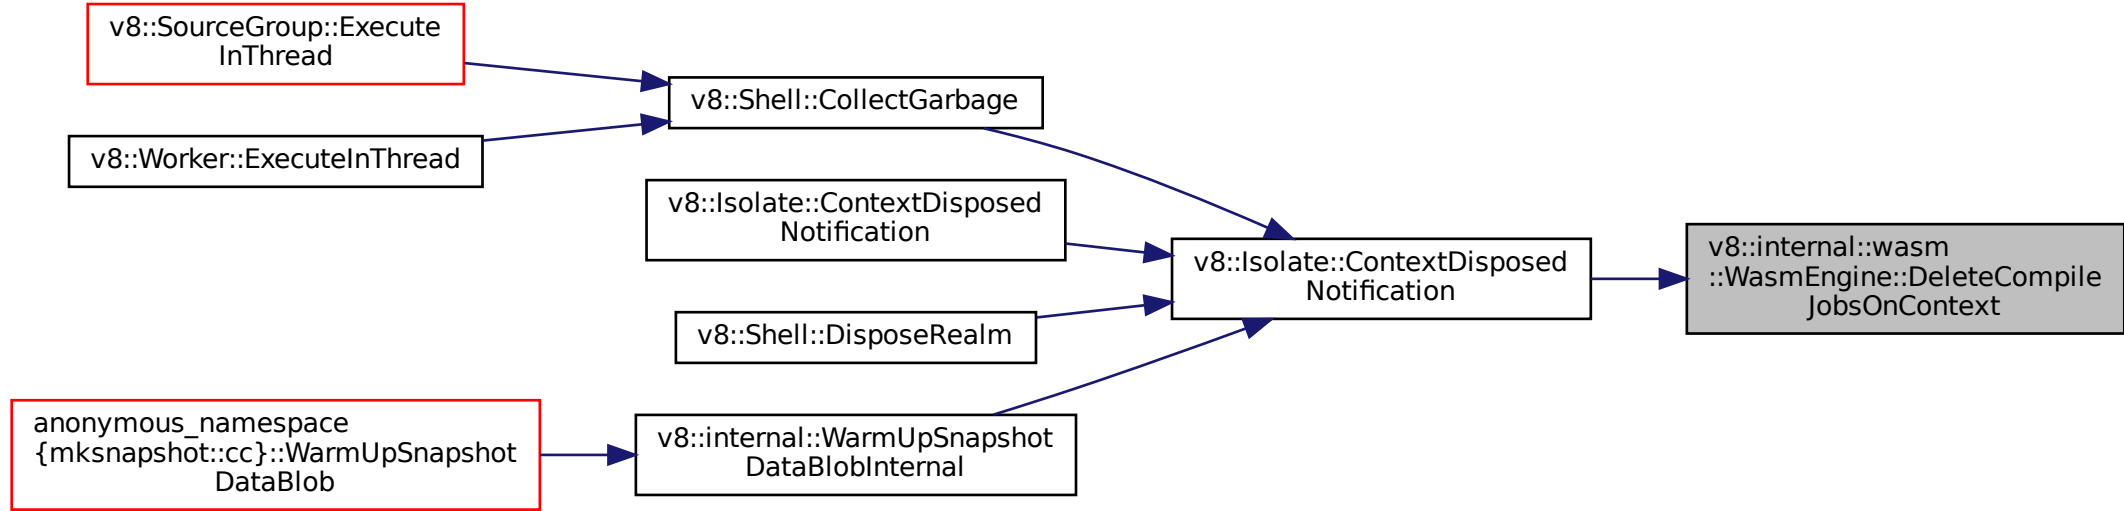 v8::SourceGroup::Execute
InThread
v8::Shell::CollectGarbage
v8::Worker::ExecuteInThread
v8::Isolate::ContextDisposed
Notification
v8::Isolate::ContextDisposed
Notification
v8::internal::wasm
::WasmEngine::DeleteCompile
JobsOnContext
v8::Shell::DisposeRealm
anonymous_namespace
{mksnapshot::cc}::WarmUpSnapshot
DataBlob
v8::internal::WarmUpSnapshot
DataBlobInternal